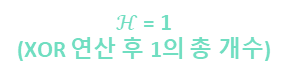 ℋ = 1
(XOR 연산 후 1의 총 개수)